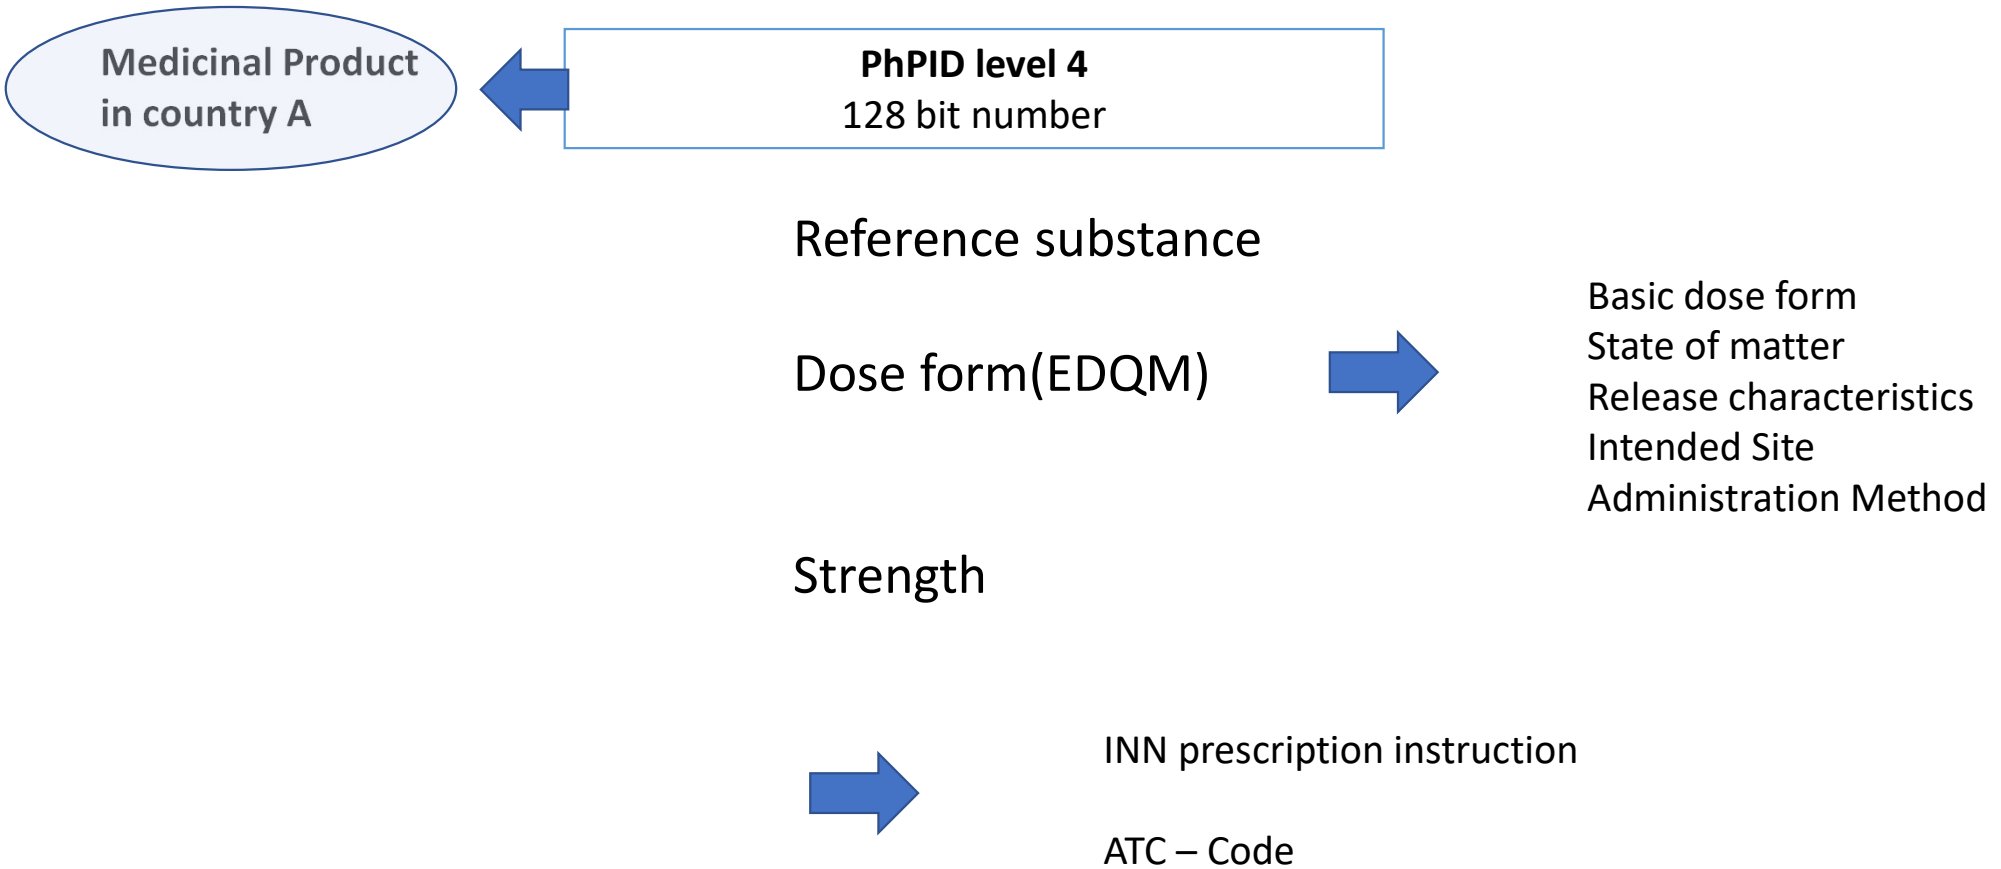 Medicinal Product
in country A
PhPID level 4
128 bit number
Reference substance
Dose form(EDQM)
Basic dose form
State of matter
Release characteristics
Intended Site
Administration Method
Strength
INN prescription instruction
ATC – Code